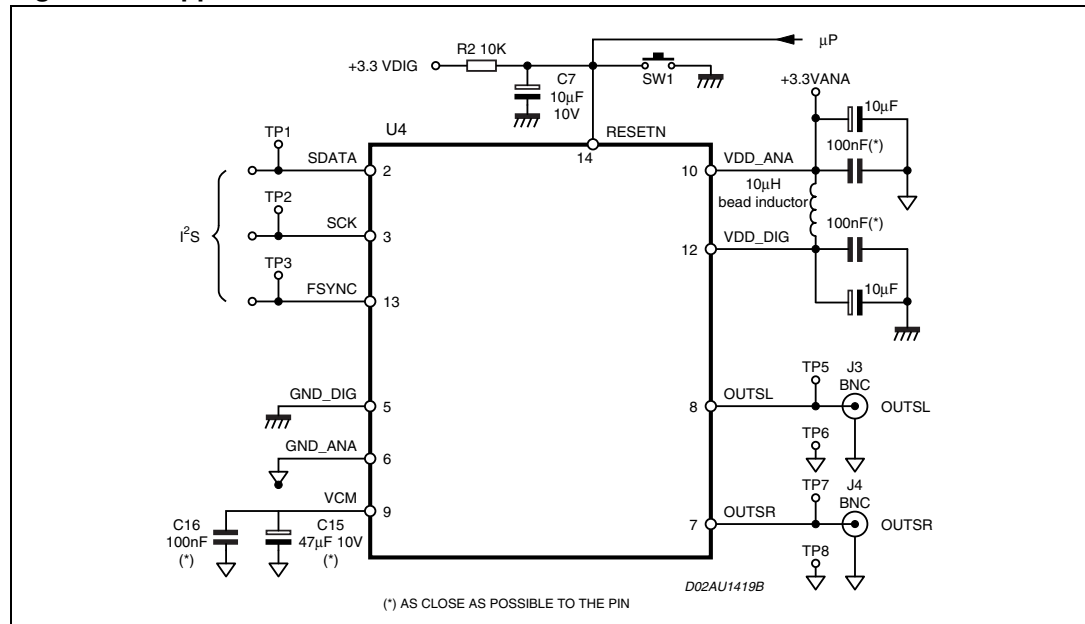 μP
R2 10K
+3.3 VDIG
C7
10μF
10V
SW1
+3.3VANA
10μF
100nF(*)
U4
RESETN
14
TP1
SDATA
2
10
VDD_ANA
10μH
bead inductor
TP2
SCK
3
100nF(*)
12
VDD_DIG
I²S
TP3
FSYNC
13
10μF
GND_DIG
5
TP5
J3
BNC
8
OUTSL
OUTSL
GND_ANA
6
TP6
VCM
9
TP7
J4
BNC
7
OUTSR
OUTSR
C16
100nF
(*)
C15
47μF 10V
(*)
TP8
D02AU1419B
(*) AS CLOSE AS POSSIBLE TO THE PIN